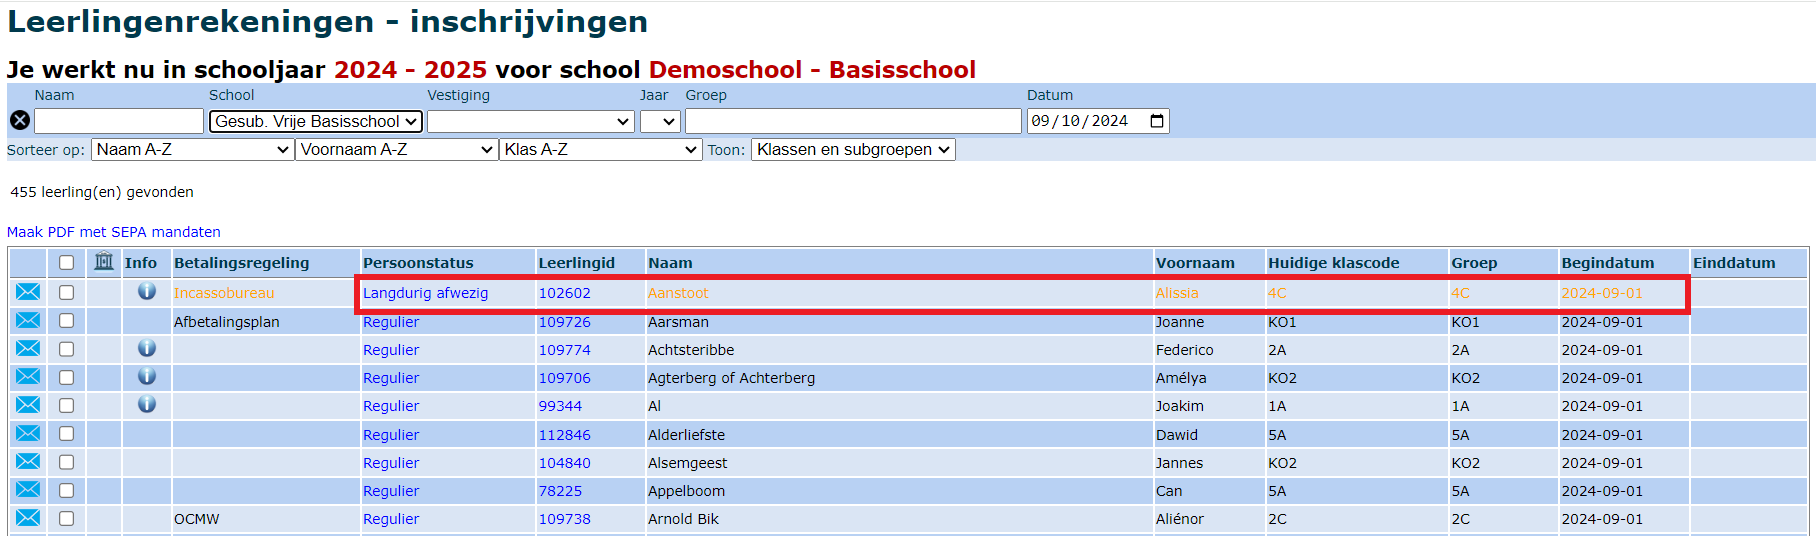 Leerlingenrekeningen - inschrijvingen
Je werkt nu in schooljaar 2024 - 2025 voor school Demoschool - Basisschool
Naam School Vestiging Jaar Groep Datum
Gesub. Vrije Basisschool 09/10/2024
Sorteer op: Naam A-Z Voornaam A-Z Klas A-Z Toon: Klassen en subgroepen
455 leerling(en) gevonden
Maak PDF met SEPA mandaten
Info Betalingsregeling Persoonstatus Leerlingid Naam Voornaam Huidige klascode Groep Begindatum Einddatum
i Incassobureau Langdurig afwezig 102602 Aanstoot Alissia 4C 4C 2024-09-01
Afbetalingsplan Regulier 109726 Aarsman Joanne KO1 KO1 2024-09-01
i Regulier 109774 Achtsteribbe Federico 2A 2A 2024-09-01
i Regulier 109706 Agterberg of Achterberg Amélya KO2 KO2 2024-09-01
i Regulier 99344 Al Joakim 1A 1A 2024-09-01
Regulier 112846 Alderliefste Dawid 5A 5A 2024-09-01
Regulier 104840 Alsemgeest Jannes KO2 KO2 2024-09-01
Regulier 78225 Appelboom Can 5A 5A 2024-09-01
OCMW Regulier 109738 Arnold Bik Aliénor 2C 2C 2024-09-01